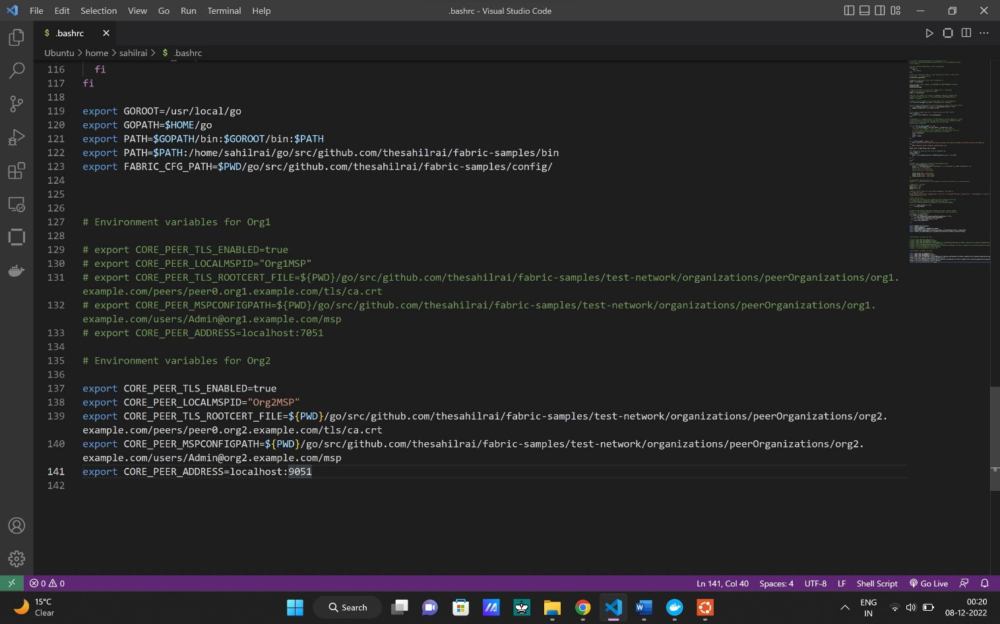 File Edit Selection View Go Run Terminal Help
.bashrc - Visual Studio Code
$ .bashrc
Ubuntu > home > sahilrai > $ .bashrc
116 fi
117 fi
118
119 export GOROOT=/usr/local/go
120 export GOPATH=$HOME/go
121 export PATH=$GOPATH/bin:$GOROOT/bin:$PATH
122 export PATH=$PATH:/home/sahilrai/go/src/github.com/thesahilrai/fabric-samples/bin
123 export FABRIC_CFG_PATH=$PWD/go/src/github.com/thesahilrai/fabric-samples/config/
124
125
126
127 # Environment variables for Org1
128
129 # export CORE_PEER_TLS_ENABLED=true
130 # export CORE_PEER_LOCALMSPID="Org1MSP"
131 # export CORE_PEER_TLS_ROOTCERT_FILE=${PWD}/go/src/github.com/thesahilrai/fabric-samples/test-network/organizations/peerOrganizations/org1.
example.com/peers/peer0.org1.example.com/tls/ca.crt
132 # export CORE_PEER_MSPCONFIGPATH=${PWD}/go/src/github.com/thesahilrai/fabric-samples/test-network/organizations/peerOrganizations/org1.
example.com/users/Admin@org1.example.com/msp
133 # export CORE_PEER_ADDRESS=localhost:7051
134
135 # Environment variables for Org2
136
137 export CORE_PEER_TLS_ENABLED=true
138 export CORE_PEER_LOCALMSPID="Org2MSP"
139 export CORE_PEER_TLS_ROOTCERT_FILE=${PWD}/go/src/github.com/thesahilrai/fabric-samples/test-network/organizations/peerOrganizations/org2.
example.com/peers/peer0.org2.example.com/tls/ca.crt
140 export CORE_PEER_MSPCONFIGPATH=${PWD}/go/src/github.com/thesahilrai/fabric-samples/test-network/organizations/peerOrganizations/org2.
example.com/users/Admin@org2.example.com/msp
141 export CORE_PEER_ADDRESS=localhost:9051
142
0 0
Ln 141, Col 40 Spaces: 4 UTF-8 LF Shell Script Go Live
15°C
Clear
Search
ENG
IN
00:20
08-12-2022